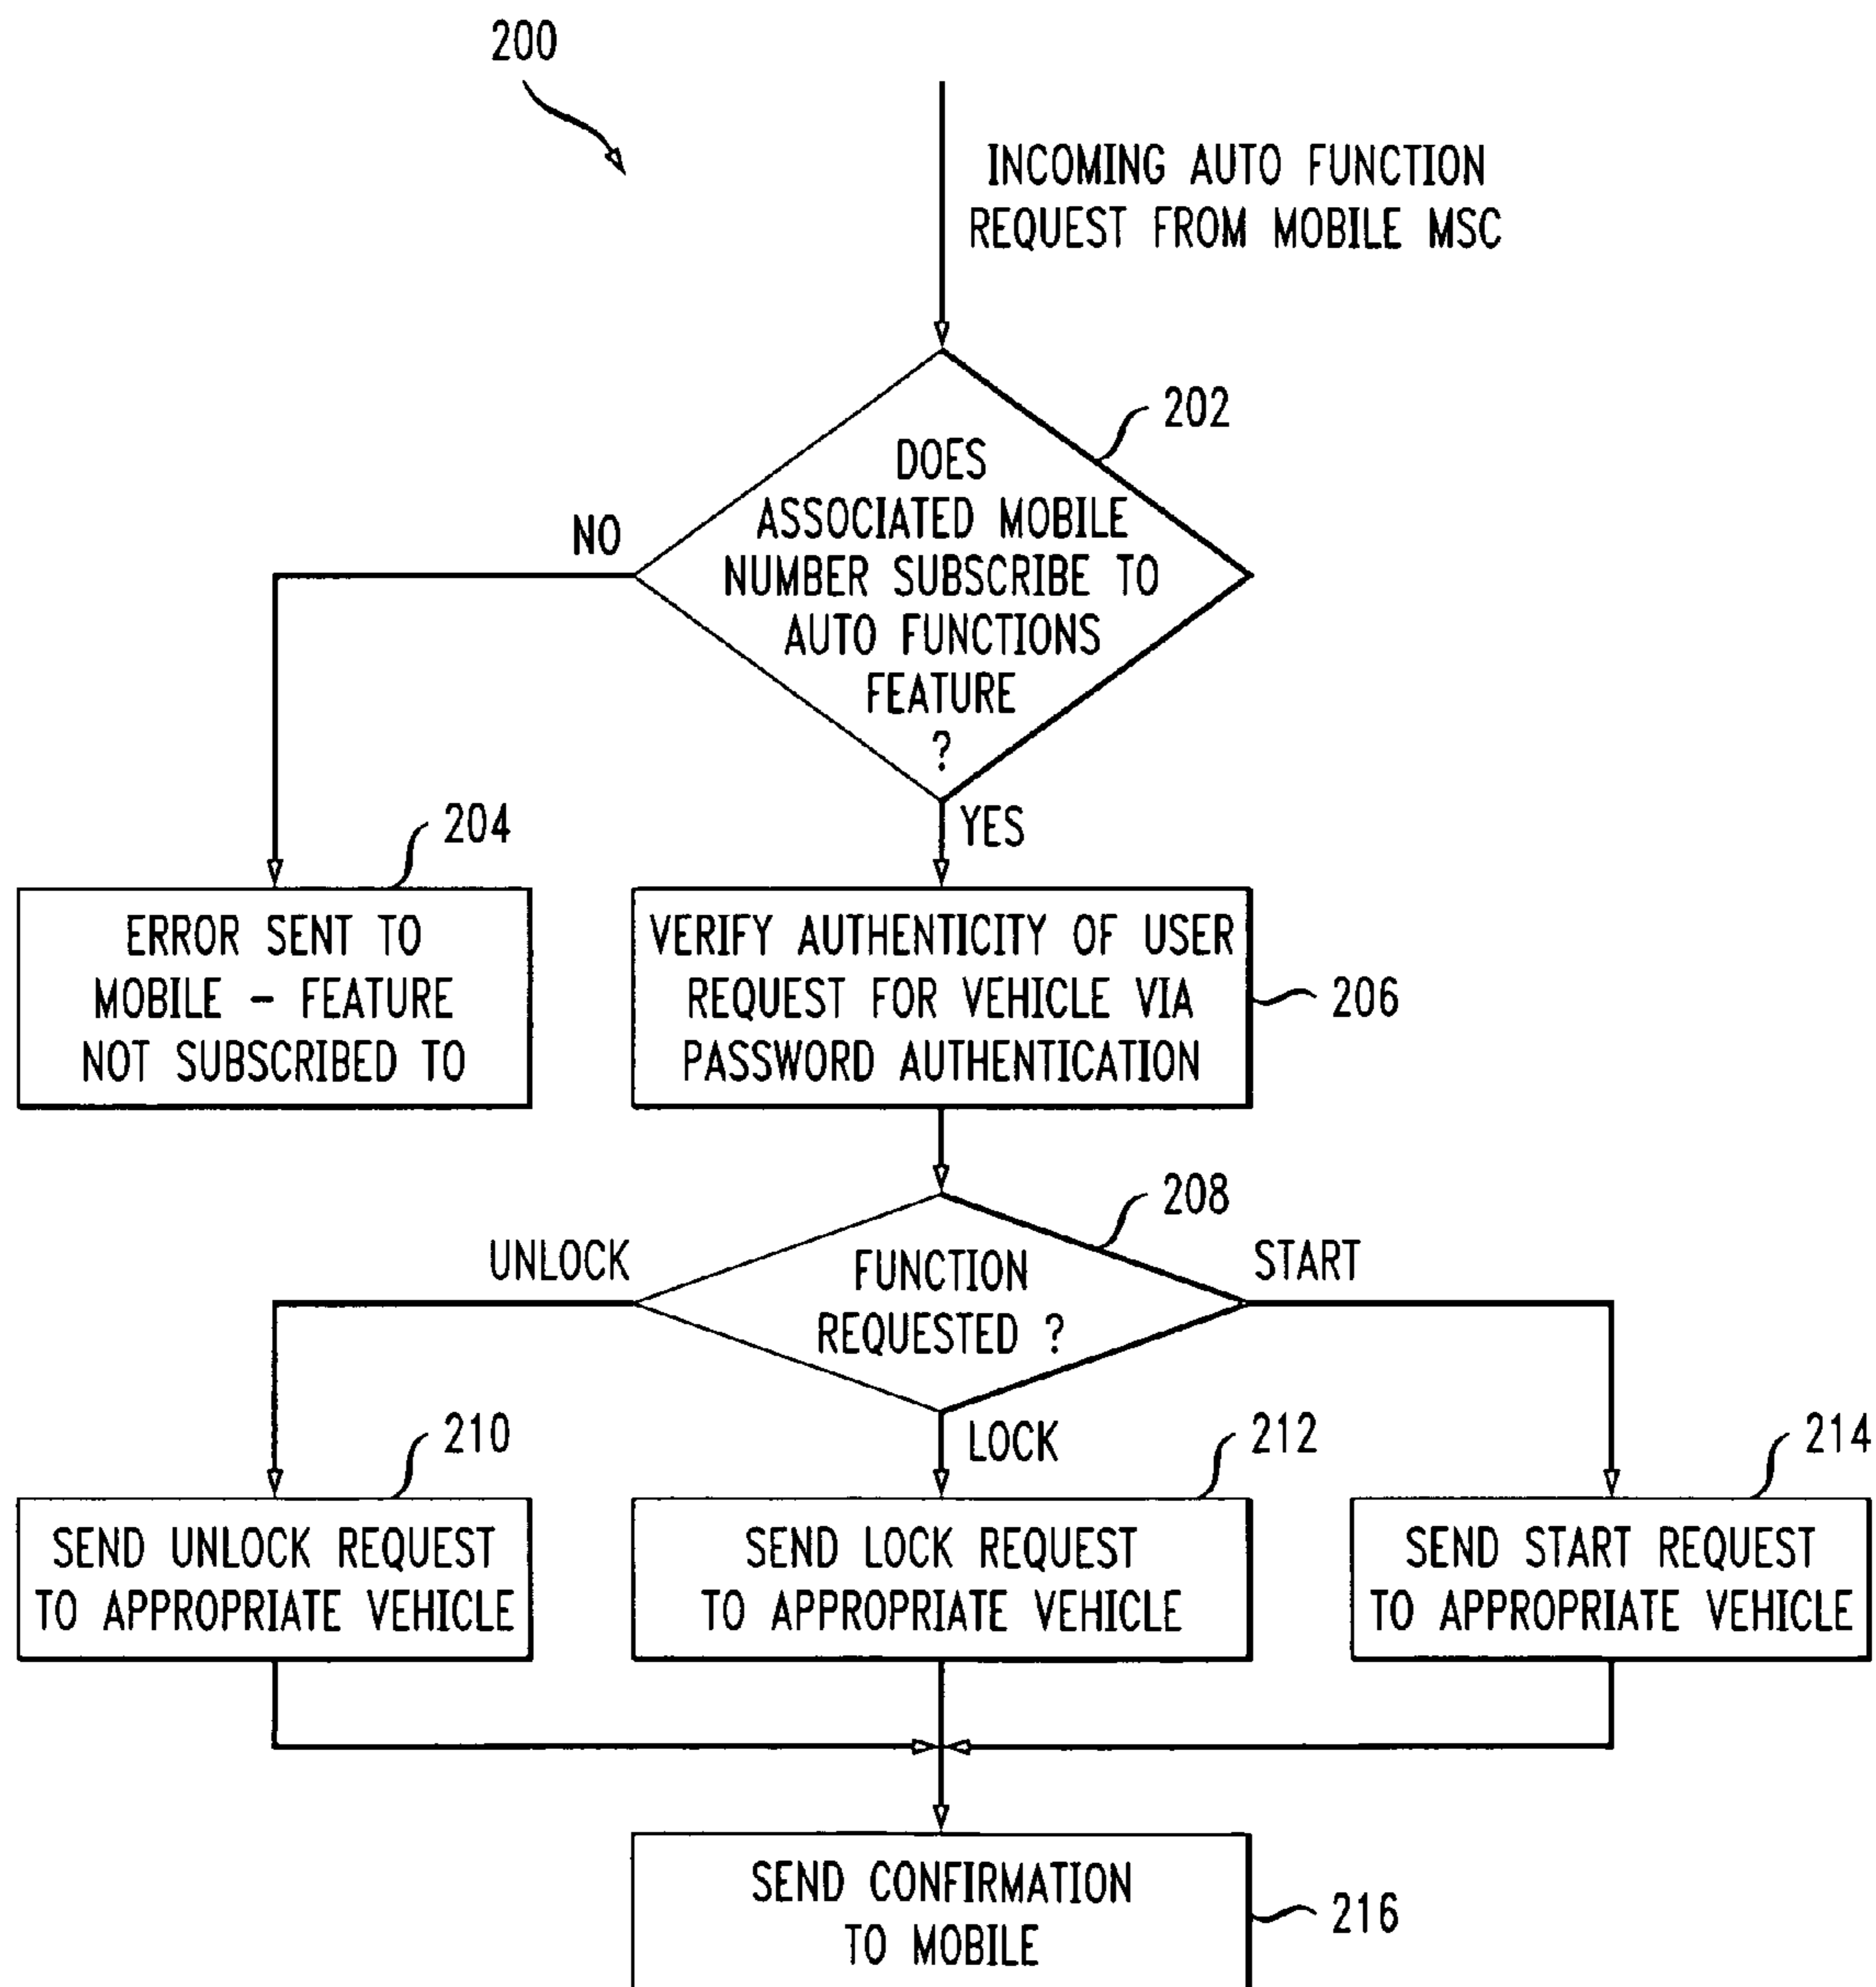 200
INCOMING AUTO FUNCTION
REQUEST FROM MOBILE MSC
202
DOES
ASSOCIATED MOBILE
NUMBER SUBSCRIBE TO
AUTO FUNCTIONS
FEATURE
?
NO
YES
204
ERROR SENT TO
MOBILE – FEATURE
NOT SUBSCRIBED TO
VERIFY AUTHENTICITY OF USER
REQUEST FOR VEHICLE VIA
PASSWORD AUTHENTICATION
206
208
UNLOCK
FUNCTION
REQUESTED ?
START
LOCK
210
SEND UNLOCK REQUEST
TO APPROPRIATE VEHICLE
212
SEND LOCK REQUEST
TO APPROPRIATE VEHICLE
214
SEND START REQUEST
TO APPROPRIATE VEHICLE
SEND CONFIRMATION
TO MOBILE
216